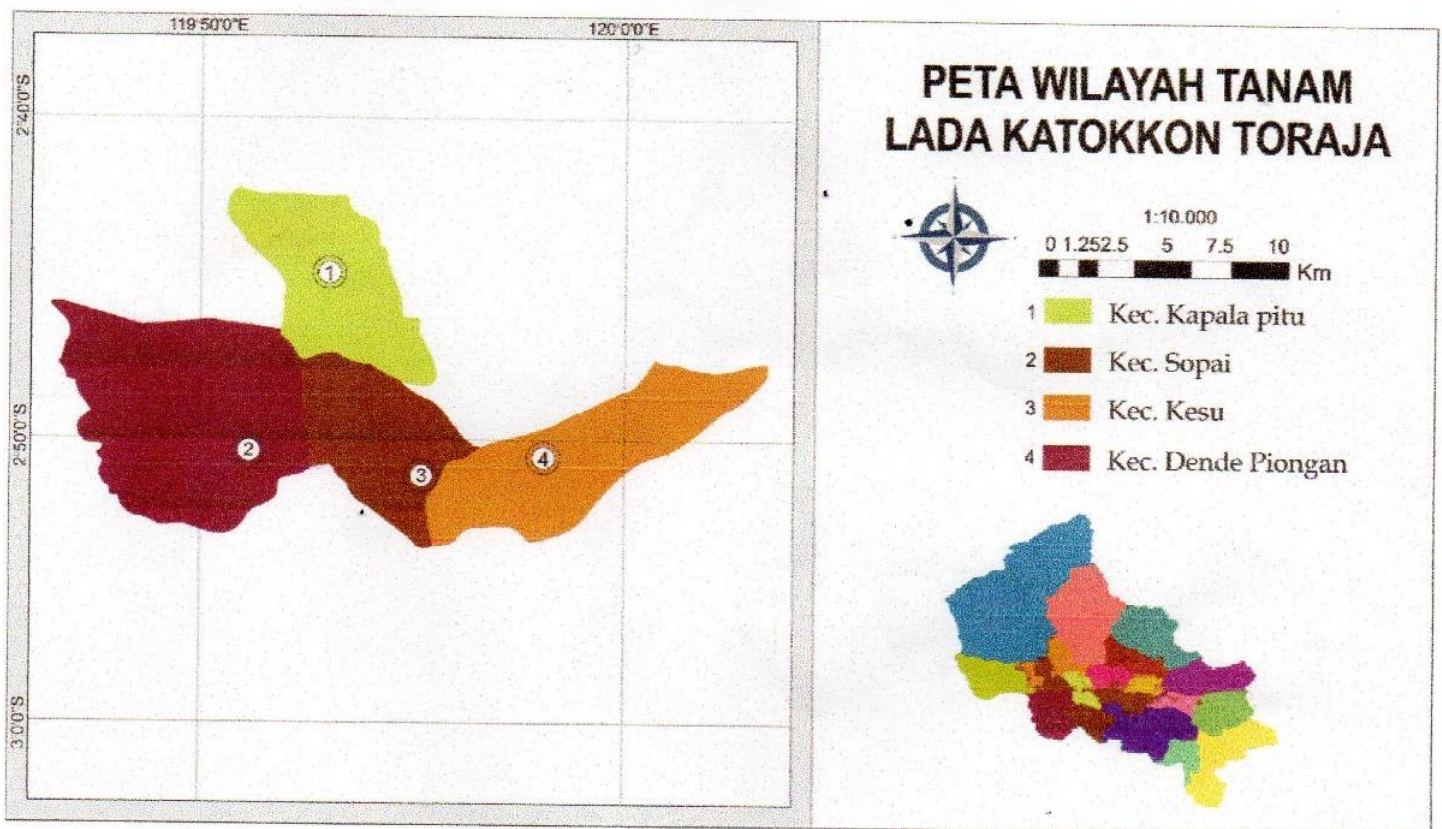 119°50'0"E
120°0'0"E
2°40'0"S
2°50'0"S
3°0'0"S
1
2
3
4
PETA WILAYAH TANAM
LADA KATOKKON TORAJA
1:10.000
0 1.252.5 5 7.5 10
Km
1 Kec. Kapala pitu
2 Kec. Sopai
3 Kec. Kesu
4 Kec. Dende Piongan